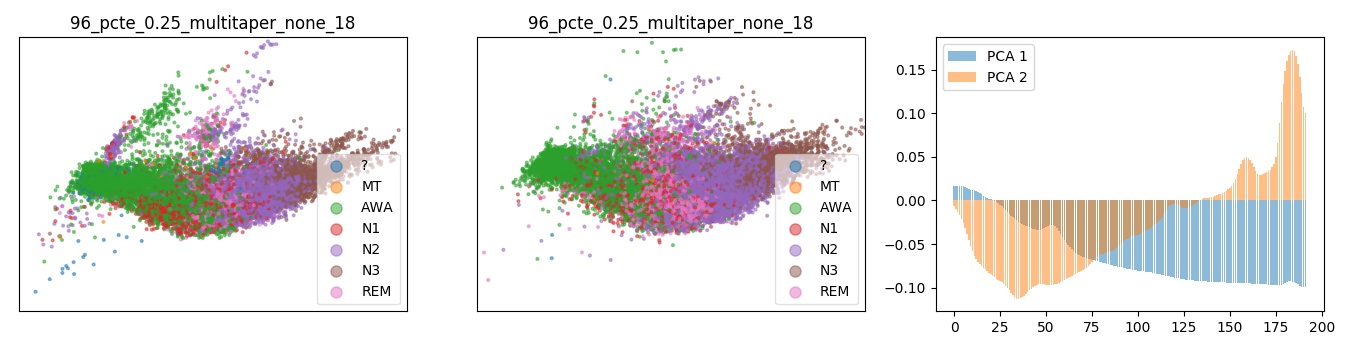 96_pcte_0.25_multitaper_none_18
?
MT
AWA
N1
N2
N3
REM
96_pcte_0.25_multitaper_none_18
?
MT
AWA
N1
N2
N3
REM
PCA 1
PCA 2
0.15
0.10
0.05
0.00
−0.05
−0.10
0 25 50 75 100 125 150 175 200